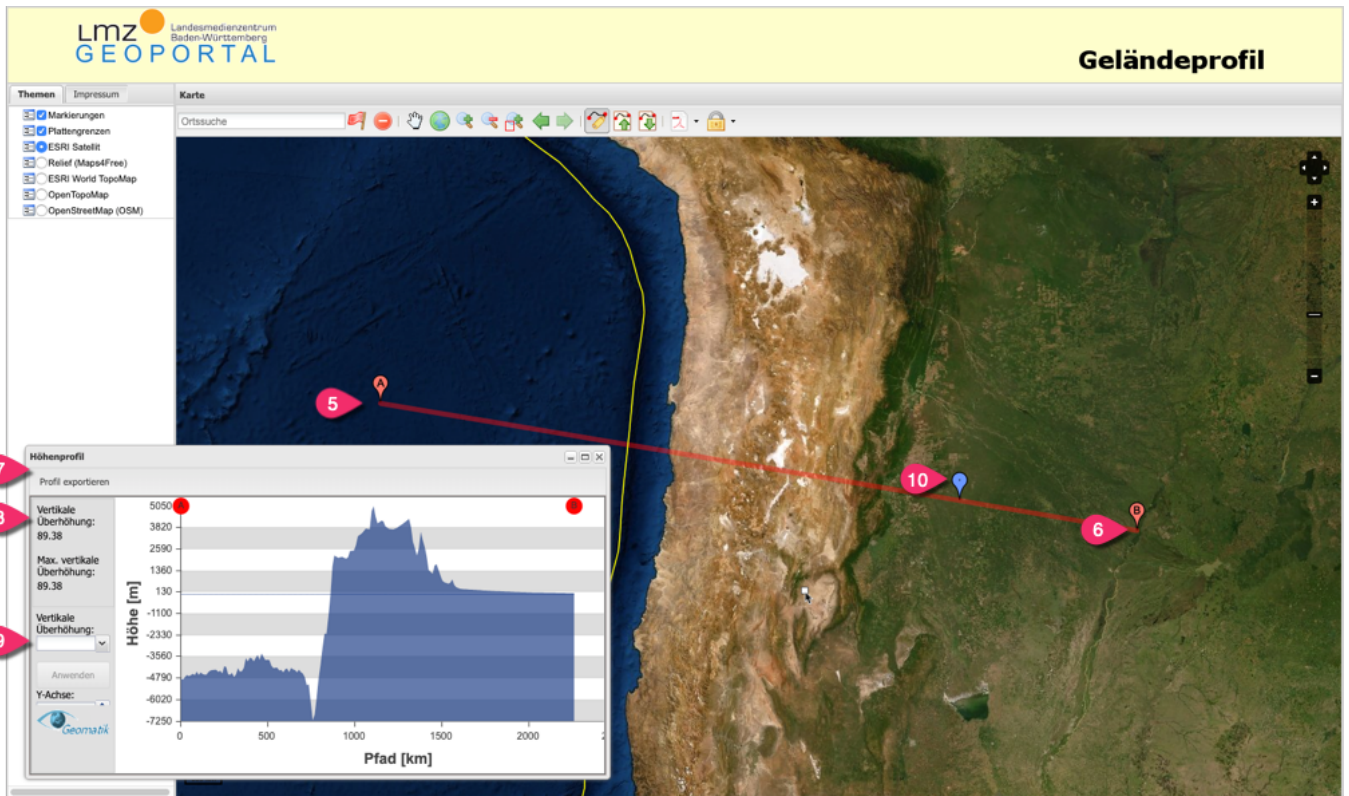 LMZ Landesmedienzentrum
Baden-Württemberg
GEOPORTAL
Geländeprofil
Themen Impressum
Karte
Markierungen
Plattengrenzen
ESRI Satellit
Relief (Maps4Free)
ESRI World TopoMap
OpenTopoMap
OpenStreetMap (OSM)
Ortssuche
A
5
10
B
6
Höhenprofil
7
Profil exportieren
8
Vertikale
Überhöhung:
89.38
Max. vertikale
Überhöhung:
89.38
9
Vertikale
Überhöhung:
Anwenden
Y-Achse:
Geomatik
Höhe [m]
5050
3820
2590
1360
130
-1100
-2330
-3560
-4790
-6020
-7250
0 500 1000 1500 2000 2
Pfad [km]